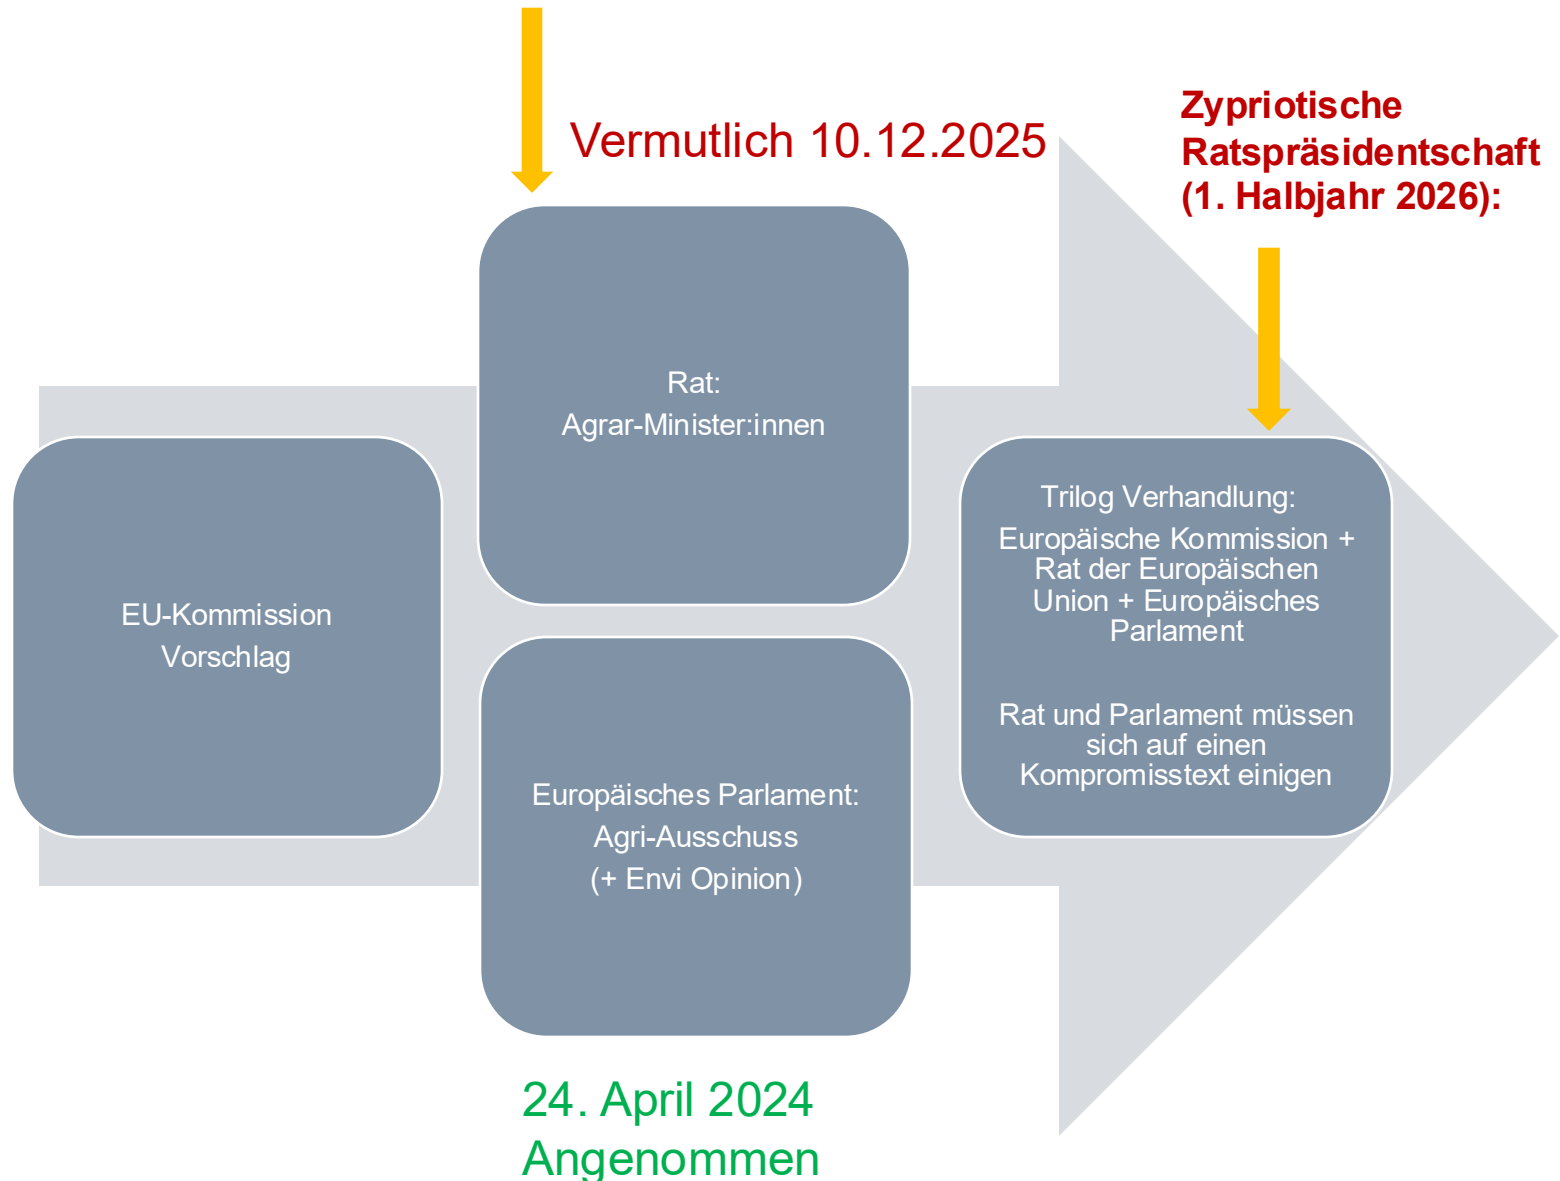 Vermutlich 10.12.2025
Zypriotische
Ratspräsidentschaft
(1. Halbjahr 2026):
Rat:
Agrar-Minister:innen
EU-Kommission
Vorschlag
Europäisches Parlament:
Agri-Ausschuss
(+ Envi Opinion)
Trilog Verhandlung:
Europäische Kommission +
Rat der Europäischen
Union + Europäisches
Parlament
Rat und Parlament müssen
sich auf einen
Kompromisstext einigen
24. April 2024
Angenommen